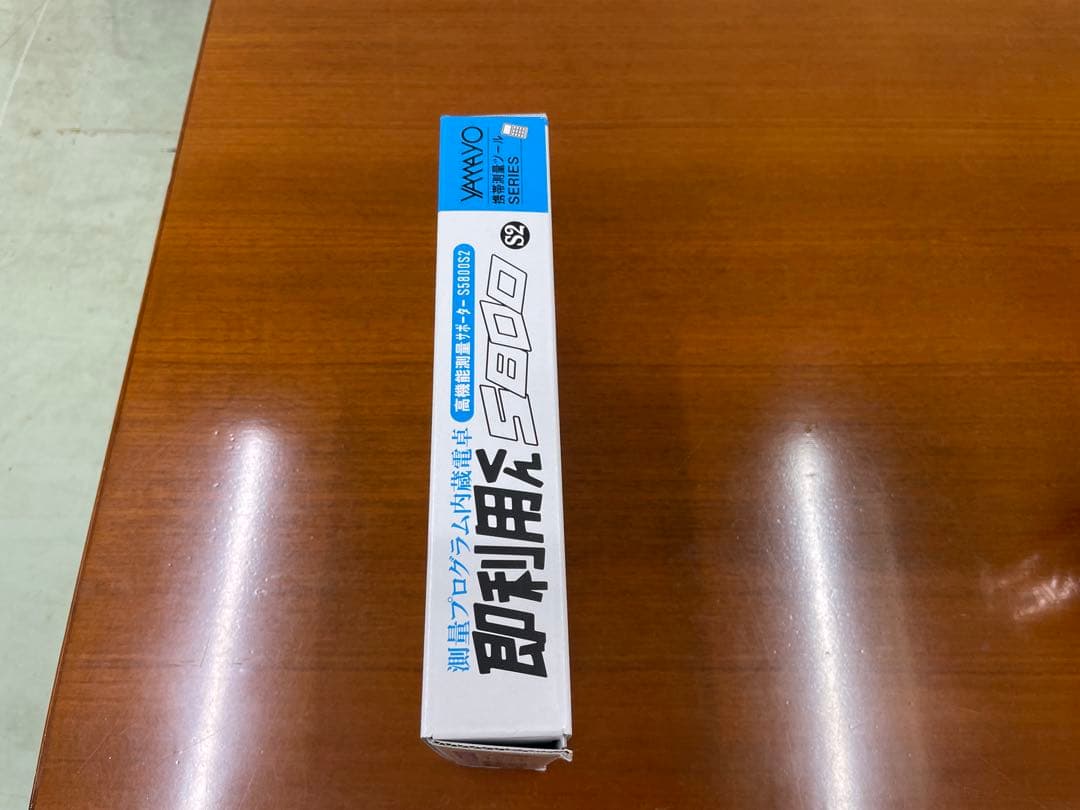 測量プログラム内蔵電卓
高機能測量サポーター S5800S2
即利用くん
S800
S2
YAMAYO
携帯測量ツール
SERIES